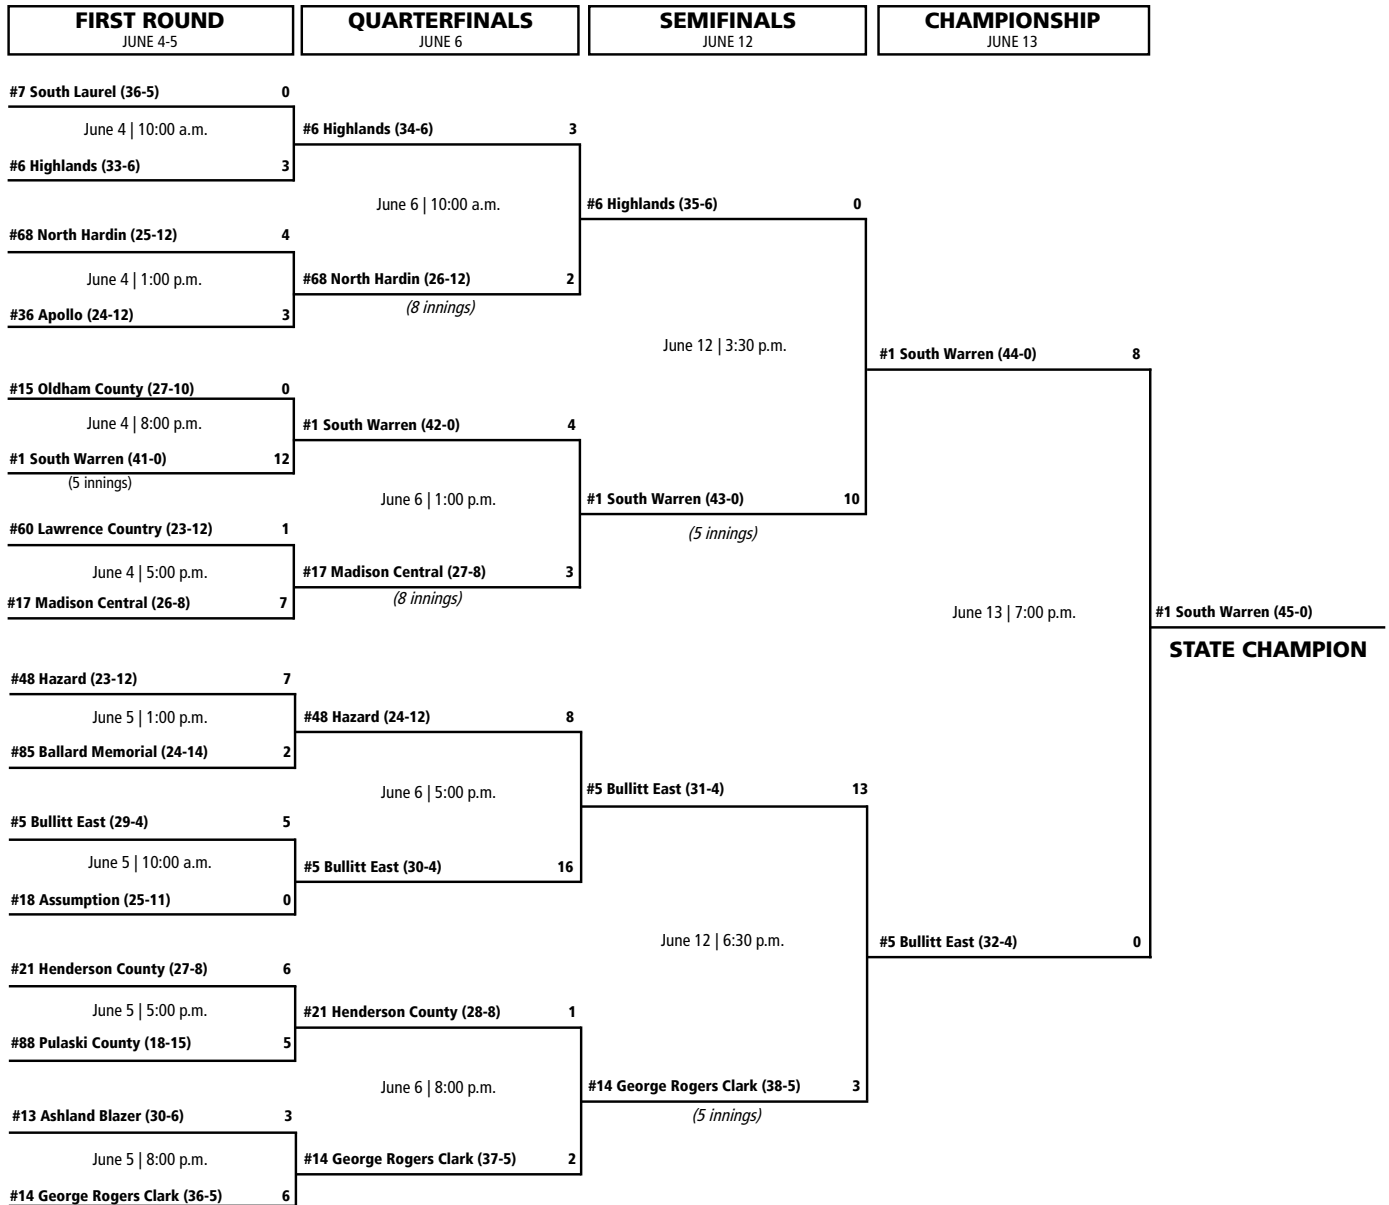 FIRST ROUND
JUNE 4-5
QUARTERFINALS
JUNE 6
SEMIFINALS
JUNE 12
CHAMPIONSHIP
JUNE 13
#7 South Laurel (36-5) 0
June 4 | 10:00 a.m.
#6 Highlands (33-6) 3
#68 North Hardin (25-12) 4
June 4 | 1:00 p.m.
#36 Apollo (24-12) 3
#15 Oldham County (27-10) 0
June 4 | 8:00 p.m.
#1 South Warren (41-0) 12
(5 innings)
#60 Lawrence Country (23-12) 1
June 4 | 5:00 p.m.
#17 Madison Central (26-8) 7
#48 Hazard (23-12) 7
June 5 | 1:00 p.m.
#85 Ballard Memorial (24-14) 2
#5 Bullitt East (29-4) 5
June 5 | 10:00 a.m.
#18 Assumption (25-11) 0
#21 Henderson County (27-8) 6
June 5 | 5:00 p.m.
#88 Pulaski County (18-15) 5
#13 Ashland Blazer (30-6) 3
June 5 | 8:00 p.m.
#14 George Rogers Clark (36-5) 6
#6 Highlands (34-6) 3
June 6 | 10:00 a.m.
#68 North Hardin (26-12) 2
(8 innings)
#1 South Warren (42-0) 4
June 6 | 1:00 p.m.
#17 Madison Central (27-8) 3
(8 innings)
#48 Hazard (24-12) 8
June 6 | 5:00 p.m.
#5 Bullitt East (30-4) 16
#21 Henderson County (28-8) 1
June 6 | 8:00 p.m.
#14 George Rogers Clark (37-5) 2
#6 Highlands (35-6) 0
June 12 | 3:30 p.m.
#1 South Warren (43-0) 10
(5 innings)
#5 Bullitt East (31-4) 13
June 12 | 6:30 p.m.
#14 George Rogers Clark (38-5) 3
(5 innings)
#1 South Warren (44-0) 8
June 13 | 7:00 p.m.
#5 Bullitt East (32-4) 0
#1 South Warren (45-0)
STATE CHAMPION